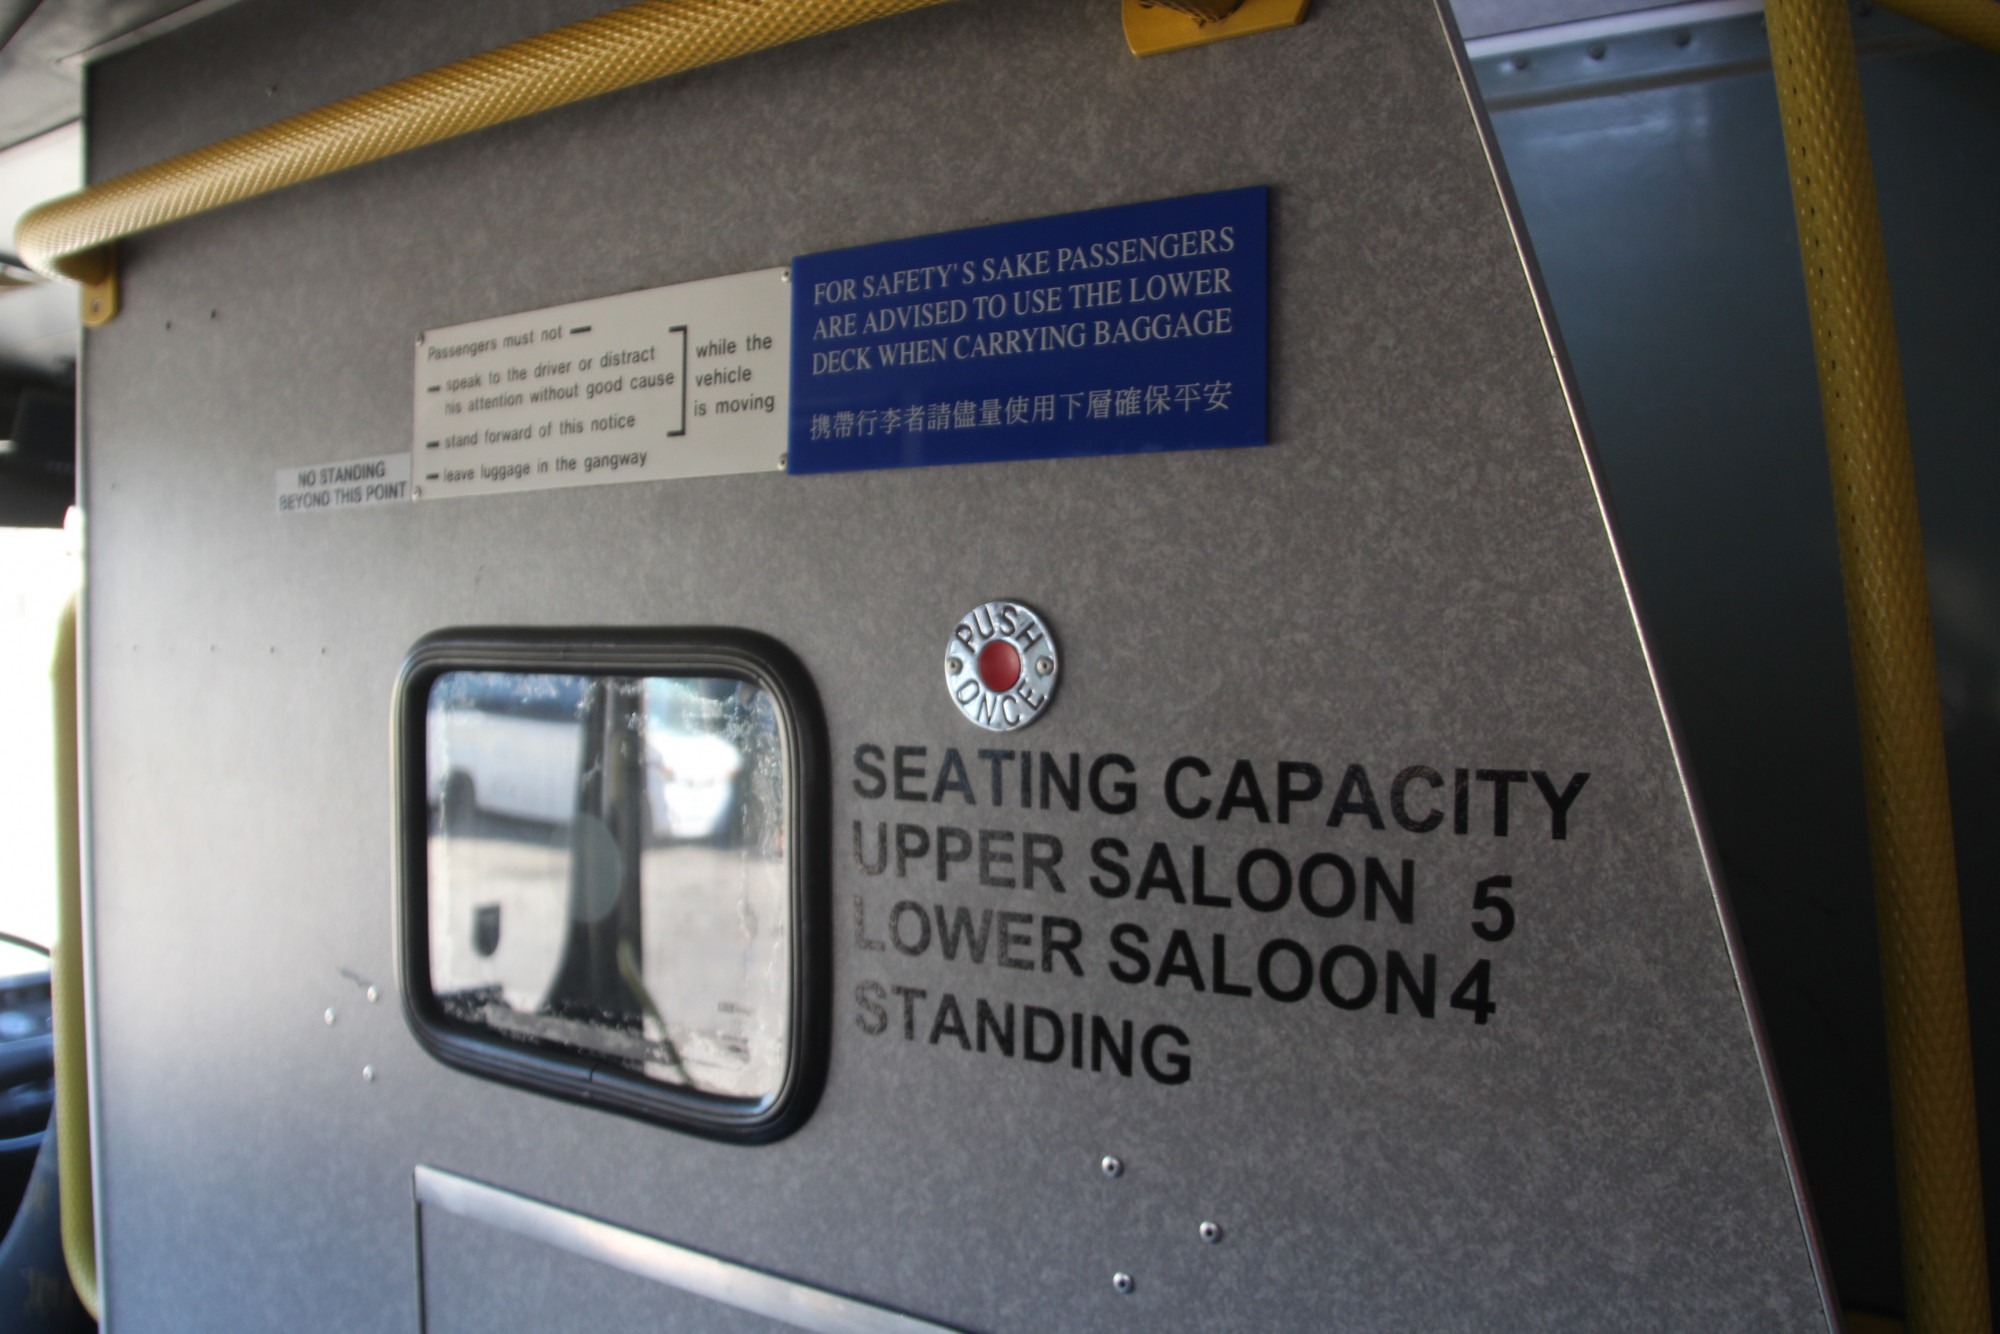 Passengers must not —
— speak to the driver or distract
his attention without good cause
— stand forward of this notice
— leave luggage in the gangway
while the
vehicle
is moving
FOR SAFETY'S SAKE PASSENGERS
ARE ADVISED TO USE THE LOWER
DECK WHEN CARRYING BAGGAGE
携帶行李者請儘量使用下層確保平安
NO STANDING
BEYOND THIS POINT
PUSH
ONCE
SEATING CAPACITY
UPPER SALOON 5
LOWER SALOON 4
STANDING